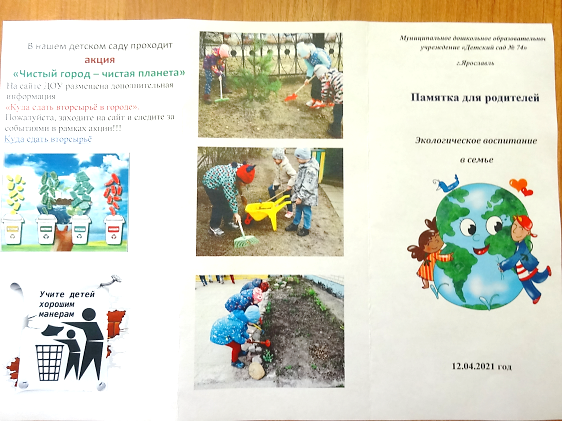 В нашем детском саду проходит
акция
«Чистый город – чистая планета»
На сайте ДОУ размещена дополнительная
информация
«Куда сдать вторсырьё в городе».
Пожалуйста, заходите на сайт и следите за
событиями в рамках акции!!!
Куда сдать вторсырьё
Учите детей
хорошим
манерам
Муниципальное дошкольное образовательное
учреждение «Детский сад № 74»
г.Ярославль
Памятка для родителей
Экологическое воспитание
в семье
12.04.2021 год